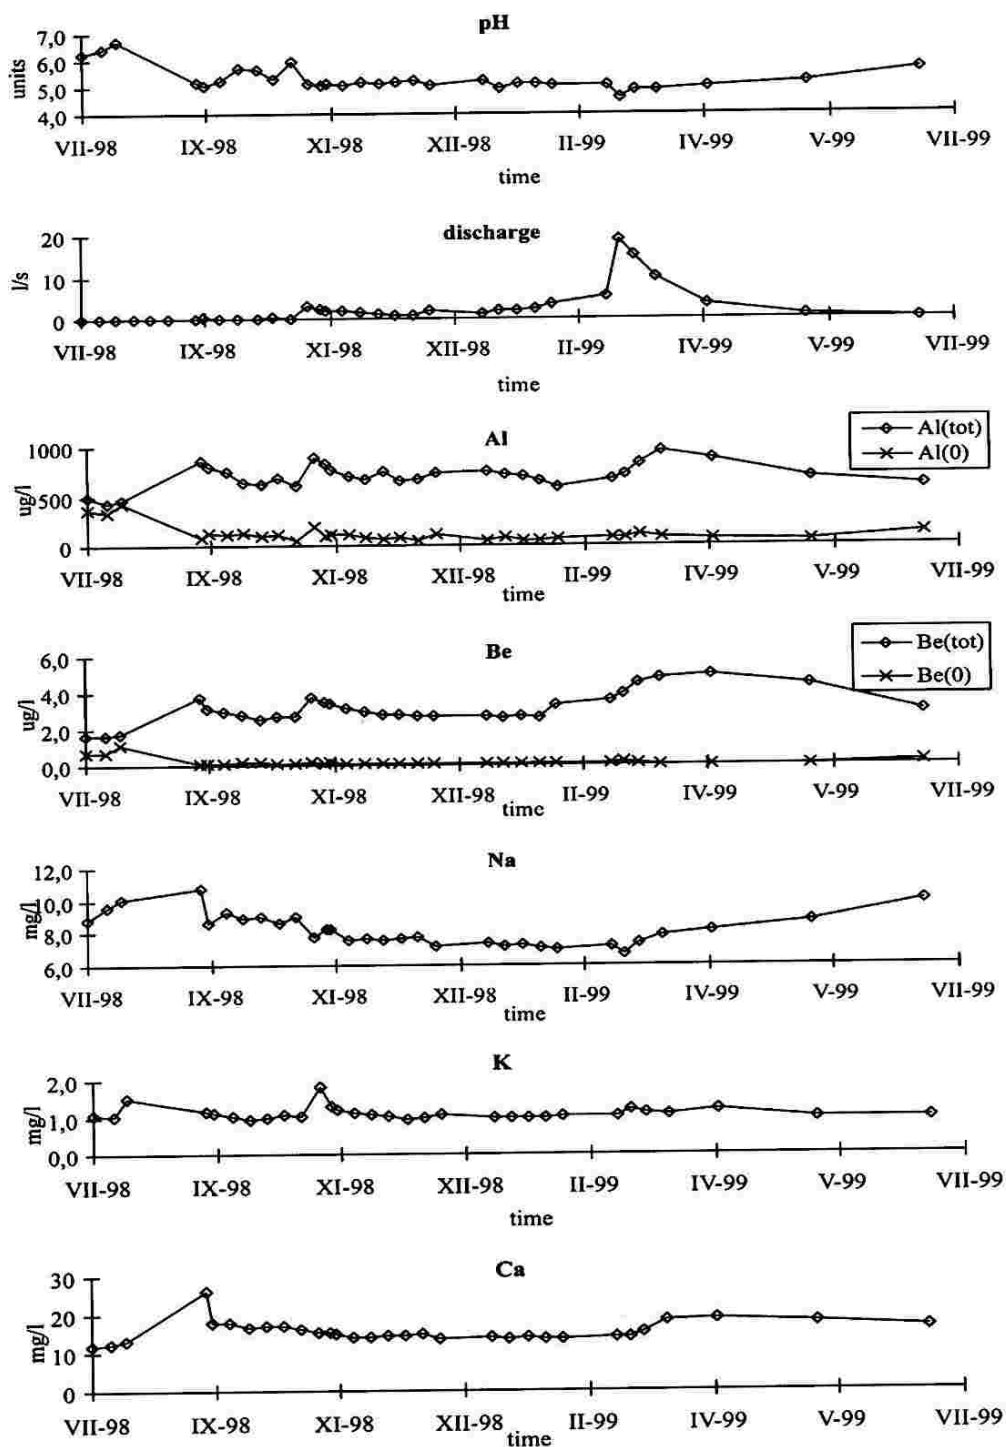 pH
7,0
6,0
5,0
4,0
units
VII-98 IX-98 XI-98 XII-98 II-99 IV-99 V-99 VII-99
time
discharge
20
10
0
l/s
VII-98 IX-98 XI-98 XII-98 II-99 IV-99 V-99 VII-99
time
Al
Al(tot)
Al(0)
1000
500
0
ug/l
VII-98 IX-98 XI-98 XII-98 II-99 IV-99 V-99 VII-99
time
Be
Be(tot)
Be(0)
6,0
4,0
2,0
0,0
ug/l
VII-98 IX-98 XI-98 XII-98 II-99 IV-99 V-99 VII-99
time
Na
12,0
10,0
8,0
6,0
mg/l
VII-98 IX-98 XI-98 XII-98 II-99 IV-99 V-99 VII-99
time
K
2,0
1,0
0,0
mg/l
VII-98 IX-98 XI-98 XII-98 II-99 IV-99 V-99 VII-99
time
Ca
30
20
10
0
mg/l
VII-98 IX-98 XI-98 XII-98 II-99 IV-99 V-99 VII-99
time